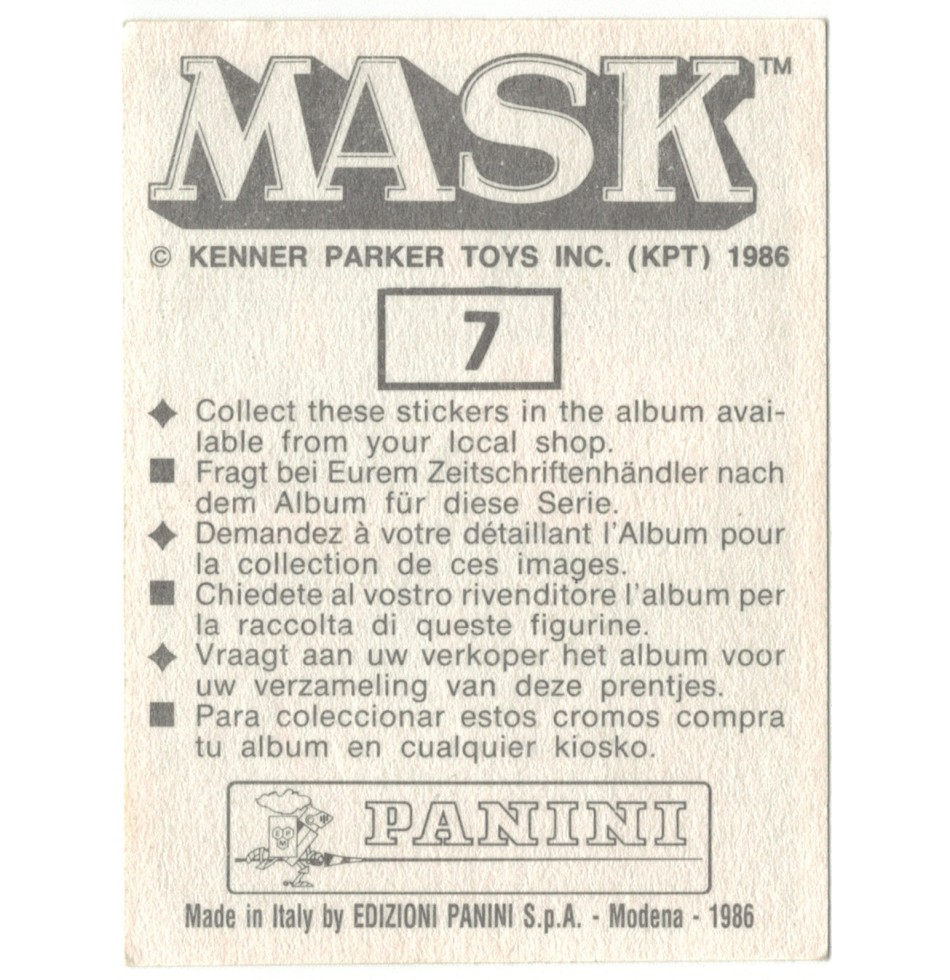 MASK™
© KENNER PARKER TOYS INC. (KPT) 1986
7
Collect these stickers in the album avai-
lable from your local shop.
Fragt bei Eurem Zeitschriftenhändler nach
dem Album für diese Serie.
Demandez à votre détaillant l'Album pour
la collection de ces images.
Chiedete al vostro rivenditore l'album per
la raccolta di queste figurine.
Vraagt aan uw verkoper het album voor
uw verzameling van deze prentjes.
Para coleccionar estos cromos compra
tu album en cualquier kiosko.
PANINI
Made in Italy by EDIZIONI PANINI S.p.A. - Modena - 1986